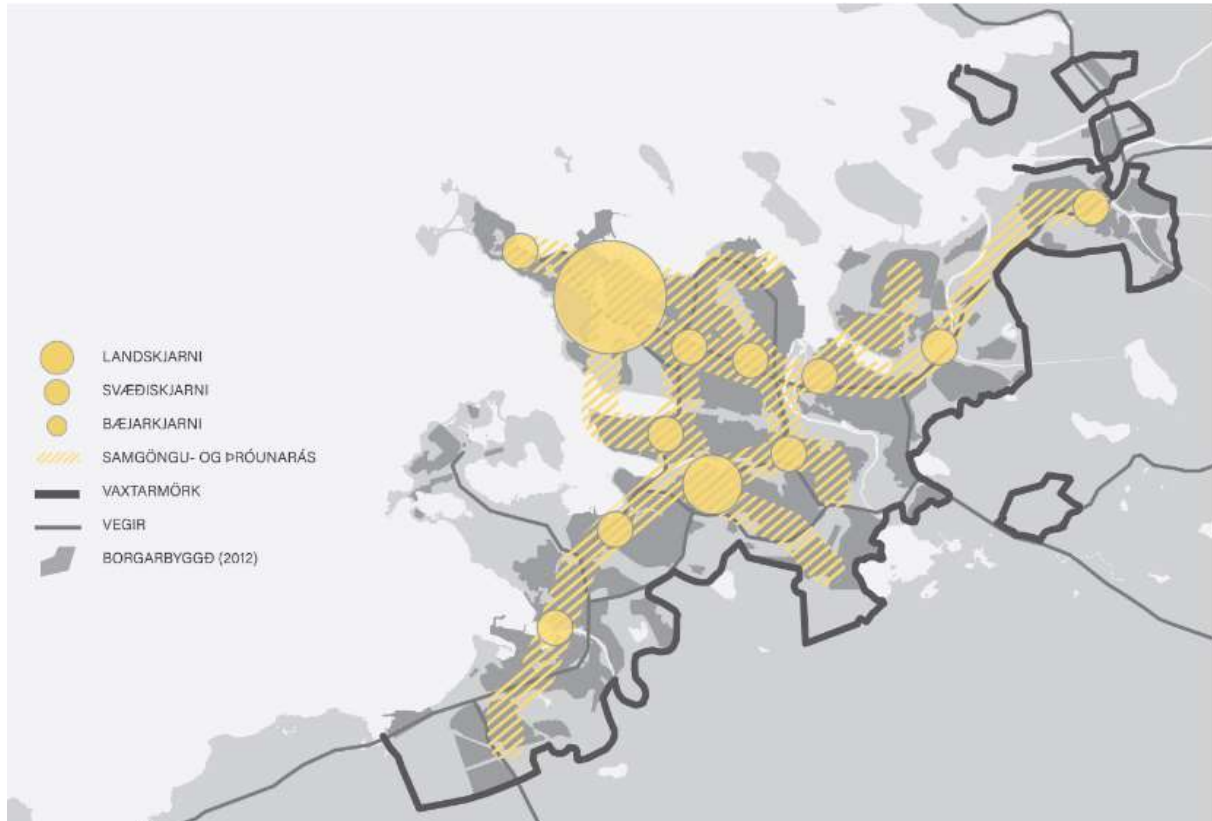 LANDSKJARNI
SVÆÐISKJARNI
BÆJARKJARNI
SAMGÖNGU- OG ÞRÓUNARÁS
VAXTARMÖRK
VEGIR
BORGARBYGGÐ (2012)